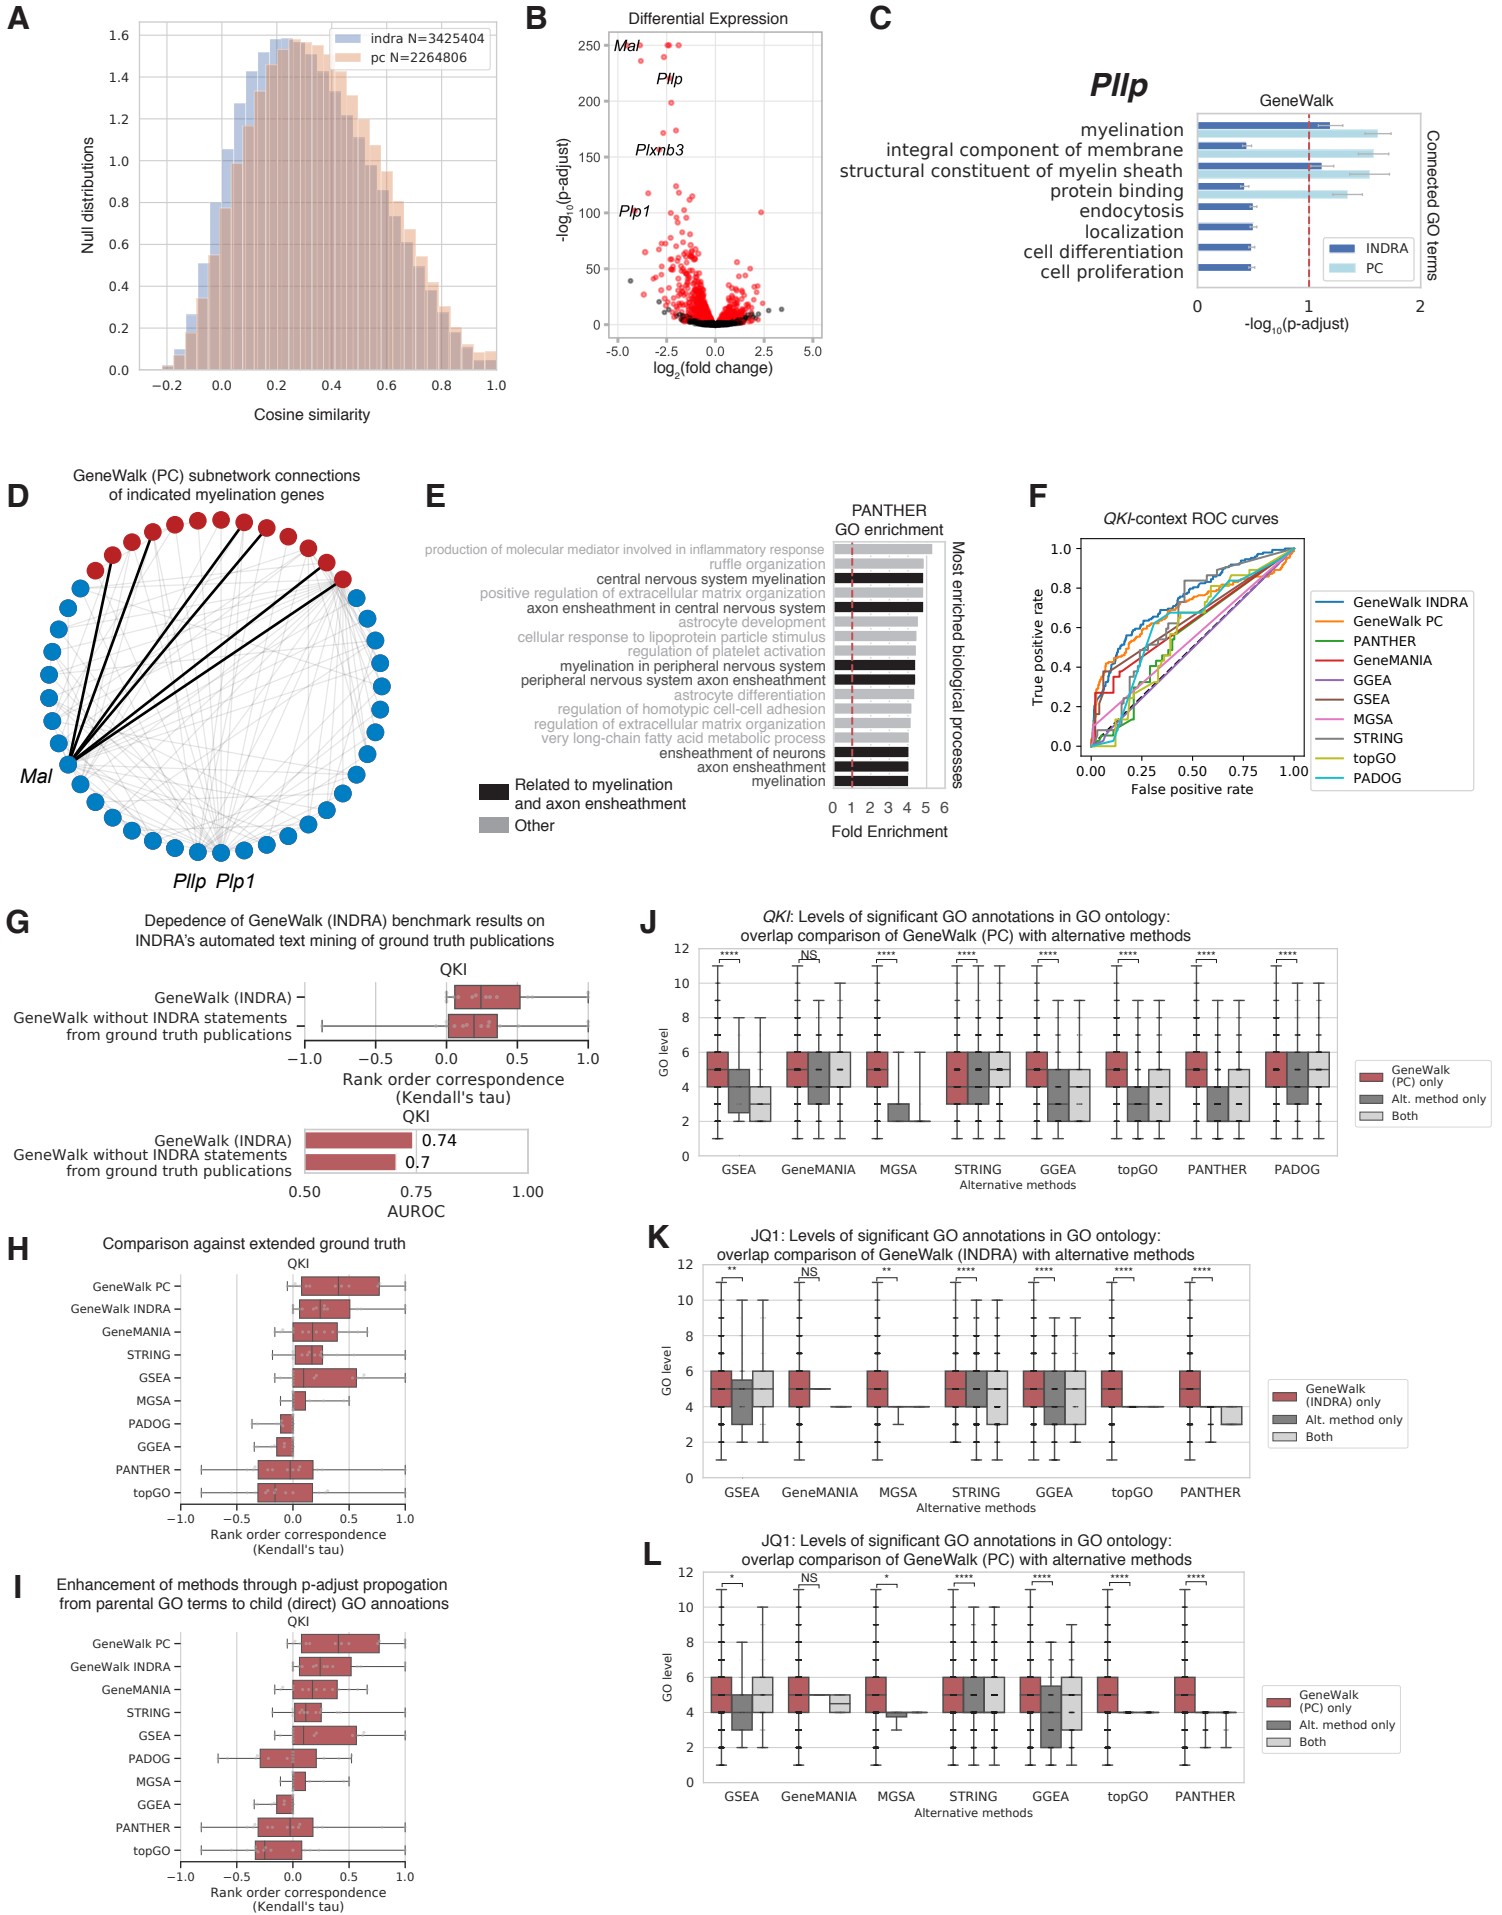 A
1.6
1.4
1.2
1.0
0.8
0.6
0.4
0.2
0.0
Null distributions
indra N=3425404
pc N=2264806
−0.2
0.0
0.2
0.4
0.6
0.8
1.0
Cosine similarity
B
Differential Expression
250
200
150
100
50
0
-log10(p-adjust)
Mal
Pllp
Plxnb3
Plp1
-5.0
-2.5
0.0
2.5
5.0
log2(fold change)
C
Pllp
GeneWalk
myelination
integral component of membrane
structural constituent of myelin sheath
protein binding
endocytosis
localization
cell differentiation
cell proliferation
INDRA
PC
Connected GO terms
0
1
2
-log10(p-adjust)
D
GeneWalk (PC) subnetwork connections
of indicated myelination genes
Mal
Pllp
Plp1
E
PANTHER
GO enrichment
production of molecular mediator involved in inflammatory response
ruffle organization
central nervous system myelination
positive regulation of extracellular matrix organization
axon ensheathment in central nervous system
astrocyte development
cellular response to lipoprotein particle stimulus
regulation of platelet activation
myelination in peripheral nervous system
peripheral nervous system axon ensheathment
astrocyte differentiation
regulation of homotypic cell-cell adhesion
regulation of extracellular matrix organization
very long-chain fatty acid metabolic process
ensheathment of neurons
axon ensheathment
myelination
Most enriched biological processes
Related to myelination
and axon ensheathment
Other
0 1 2 3 4 5 6
Fold Enrichment
F
QKI-context ROC curves
1.0
0.8
0.6
0.4
0.2
0.0
True positive rate
0.00
0.25
0.50
0.75
1.00
False positive rate
GeneWalk INDRA
GeneWalk PC
PANTHER
GeneMANIA
GGEA
GSEA
MGSA
STRING
topGO
PADOG
G
Depedence of GeneWalk (INDRA) benchmark results on
INDRA's automated text mining of ground truth publications
QKI
GeneWalk (INDRA)
GeneWalk without INDRA statements
from ground truth publications
−1.0
−0.5
0.0
0.5
1.0
Rank order correspondence
(Kendall's tau)
QKI
GeneWalk (INDRA)
GeneWalk without INDRA statements
from ground truth publications
0.74
0.7
0.50
0.75
1.00
AUROC
H
Comparison against extended ground truth
QKI
GeneWalk PC
GeneWalk INDRA
GeneMANIA
STRING
GSEA
MGSA
PADOG
GGEA
PANTHER
topGO
−1.0
−0.5
0.0
0.5
1.0
Rank order correspondence
(Kendall's tau)
I
Enhancement of methods through p-adjust propogation
from parental GO terms to child (direct) GO annoations
QKI
GeneWalk PC
GeneWalk INDRA
GeneMANIA
STRING
GSEA
PADOG
MGSA
GGEA
PANTHER
topGO
−1.0
−0.5
0.0
0.5
1.0
Rank order correspondence
(Kendall's tau)
J
QKI: Levels of significant GO annotations in GO ontology:
overlap comparison of GeneWalk (PC) with alternative methods
12
10
8
6
4
2
0
GO level
**** NS **** **** **** **** **** ****
GSEA
GeneMANIA
MGSA
STRING
GGEA
topGO
PANTHER
PADOG
Alternative methods
GeneWalk
(PC) only
Alt. method only
Both
K
JQ1: Levels of significant GO annotations in GO ontology:
overlap comparison of GeneWalk (INDRA) with alternative methods
12
10
8
6
4
2
0
GO level
** NS ** **** **** **** ****
GSEA
GeneMANIA
MGSA
STRING
GGEA
topGO
PANTHER
Alternative methods
GeneWalk
(INDRA) only
Alt. method only
Both
L
JQ1: Levels of significant GO annotations in GO ontology:
overlap comparison of GeneWalk (PC) with alternative methods
12
10
8
6
4
2
0
GO level
* NS * **** **** **** ****
GSEA
GeneMANIA
MGSA
STRING
GGEA
topGO
PANTHER
Alternative methods
GeneWalk
(PC) only
Alt. method only
Both